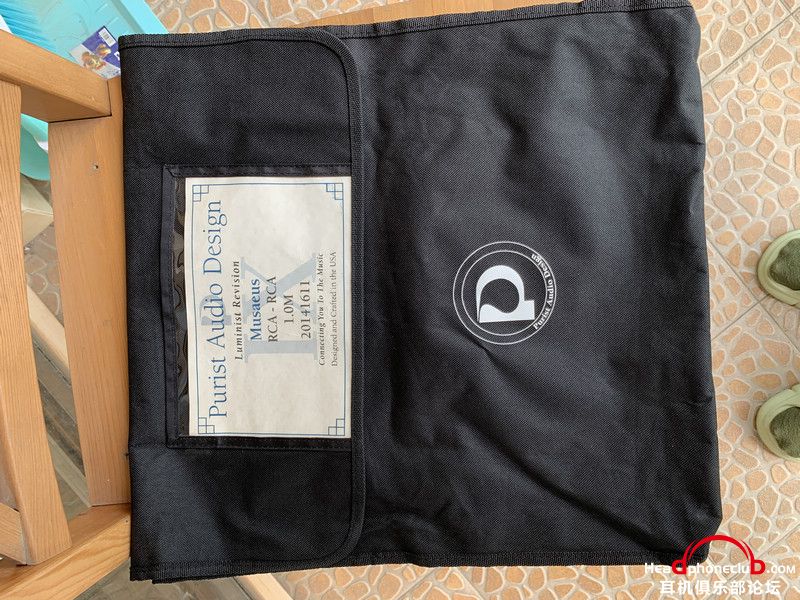 Purist Audio Design
Luminist Revision
Musaeus
RCA - RCA
1.0M
20141611
Connecting You To The Music
Designed and Crafted in the USA
Purist Audio Design
Headphoneclub.com
耳机俱乐部论坛